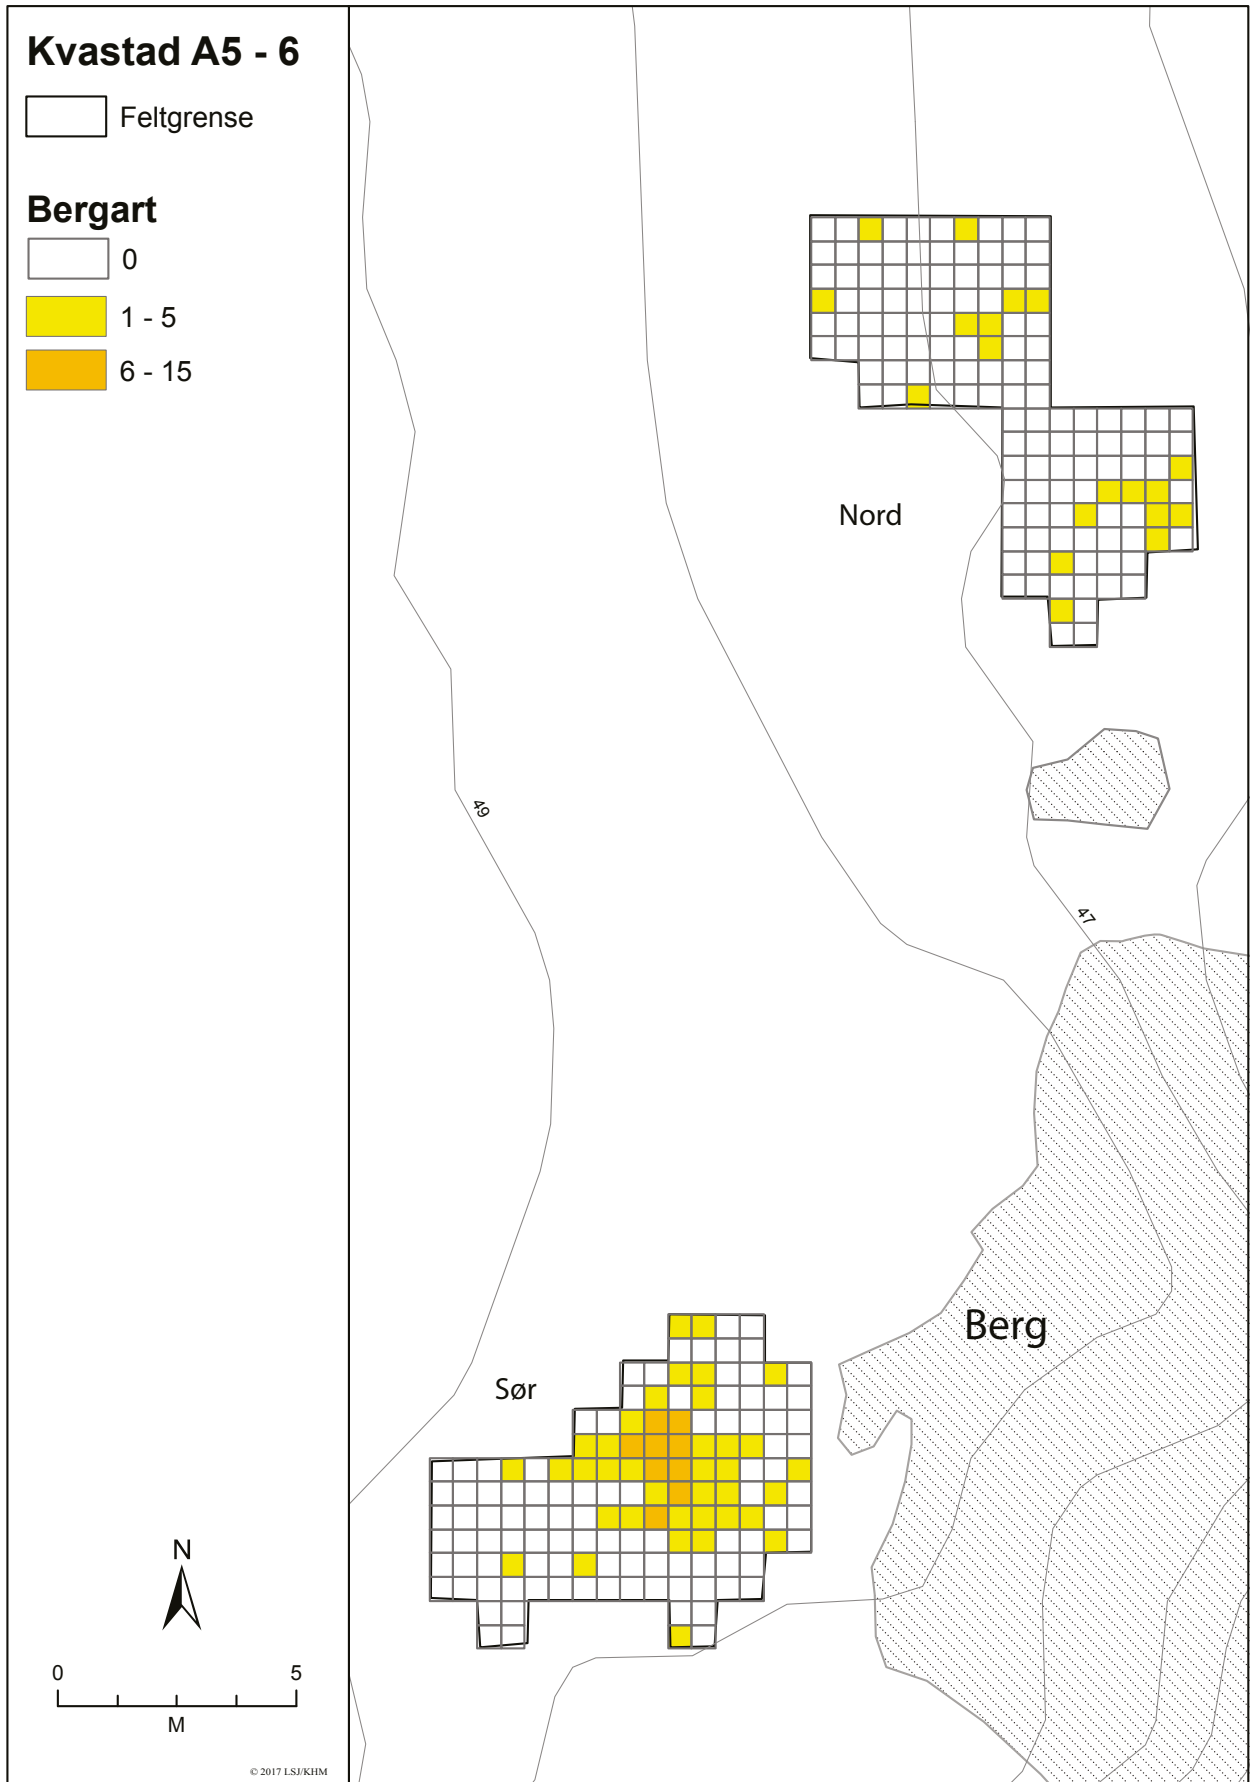 Kvastad A5 - 6
Feltgrense
Bergart
0
1 - 5
6 - 15
Nord
49
47
Berg
Sør
N
0 5
M
© 2017 LSJ/KHM